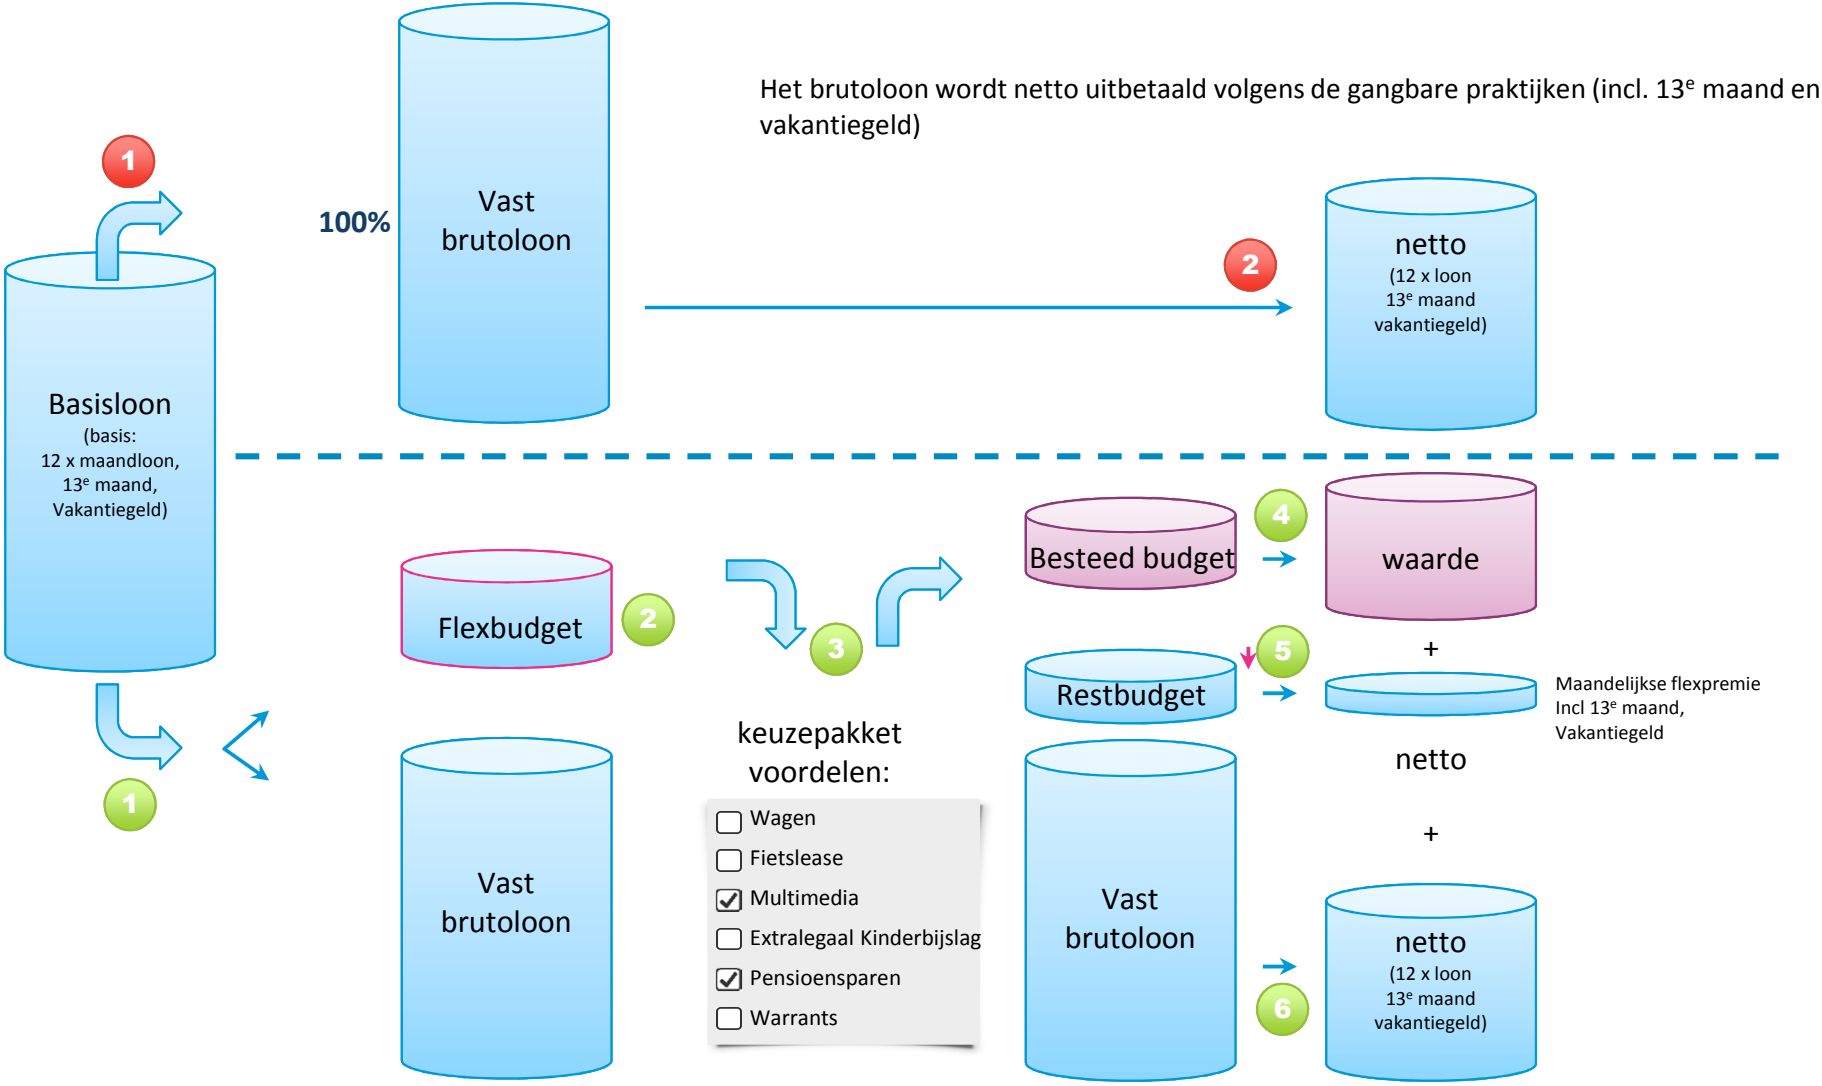 Het brutoloon wordt netto uitbetaald volgens de gangbare praktijken (incl. 13e maand en
vakantiegeld)
1
100%
Vast
brutoloon
2
netto
(12 x loon
13e maand
vakantiegeld)
Basisloon
(basis:
12 x maandloon,
13e maand,
Vakantiegeld)
1
Flexbudget
2
Vast
brutoloon
3
keuzepakket
voordelen:
Wagen
Fietslease
Multimedia
Extralegaal Kinderbijslag
Pensioensparen
Warrants
Besteed budget
4
waarde
+
Restbudget
5
Maandelijkse flexpremie
Incl 13e maand,
Vakantiegeld
netto
+
Vast
brutoloon
6
netto
(12 x loon
13e maand
vakantiegeld)